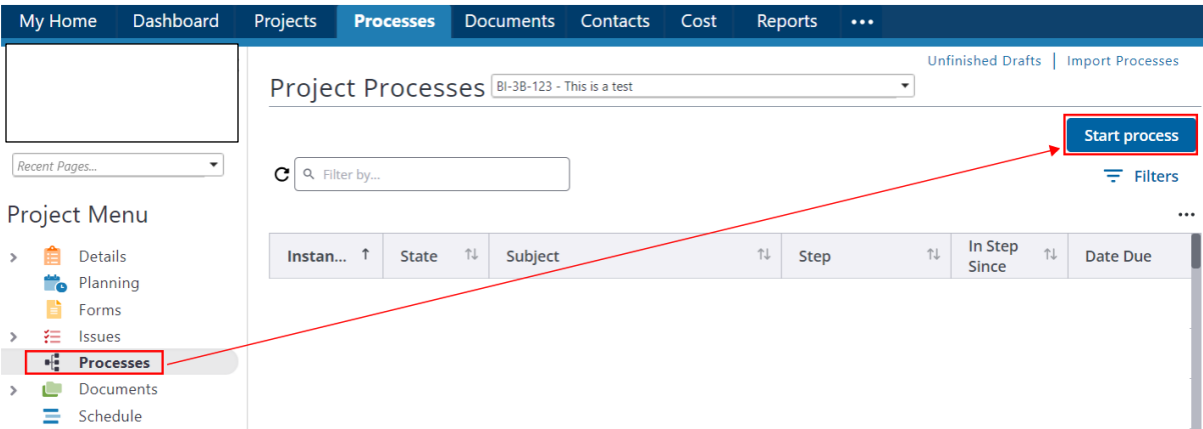 My Home Dashboard Projects Processes Documents Contacts Cost Reports •••
Unfinished Drafts | Import Processes
Project Processes BI-3B-123 - This is a test
Start process
Recent Pages...
Filter by...
Filters
•••
Project Menu
Instan... ↑ State ↑↓ Subject ↑↓ Step ↑↓ In Step Since ↑↓ Date Due
Details
Planning
Forms
Issues
Processes
Documents
Schedule